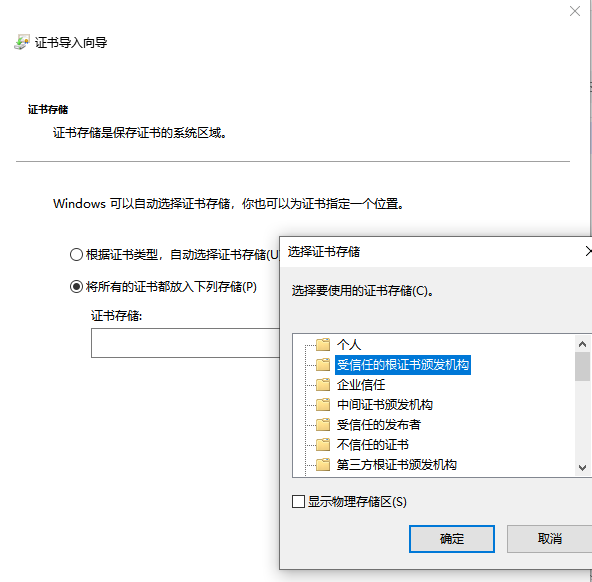 证书导入向导
证书存储
证书存储是保存证书的系统区域。
Windows 可以自动选择证书存储，你也可以为证书指定一个位置。
根据证书类型，自动选择证书存储(U
将所有的证书都放入下列存储(P)
证书存储:
选择证书存储
选择要使用的证书存储(C)。
个人
受信任的根证书颁发机构
企业信任
中间证书颁发机构
受信任的发布者
不信任的证书
第三方根证书颁发机构
显示物理存储区(S)
确定
取消